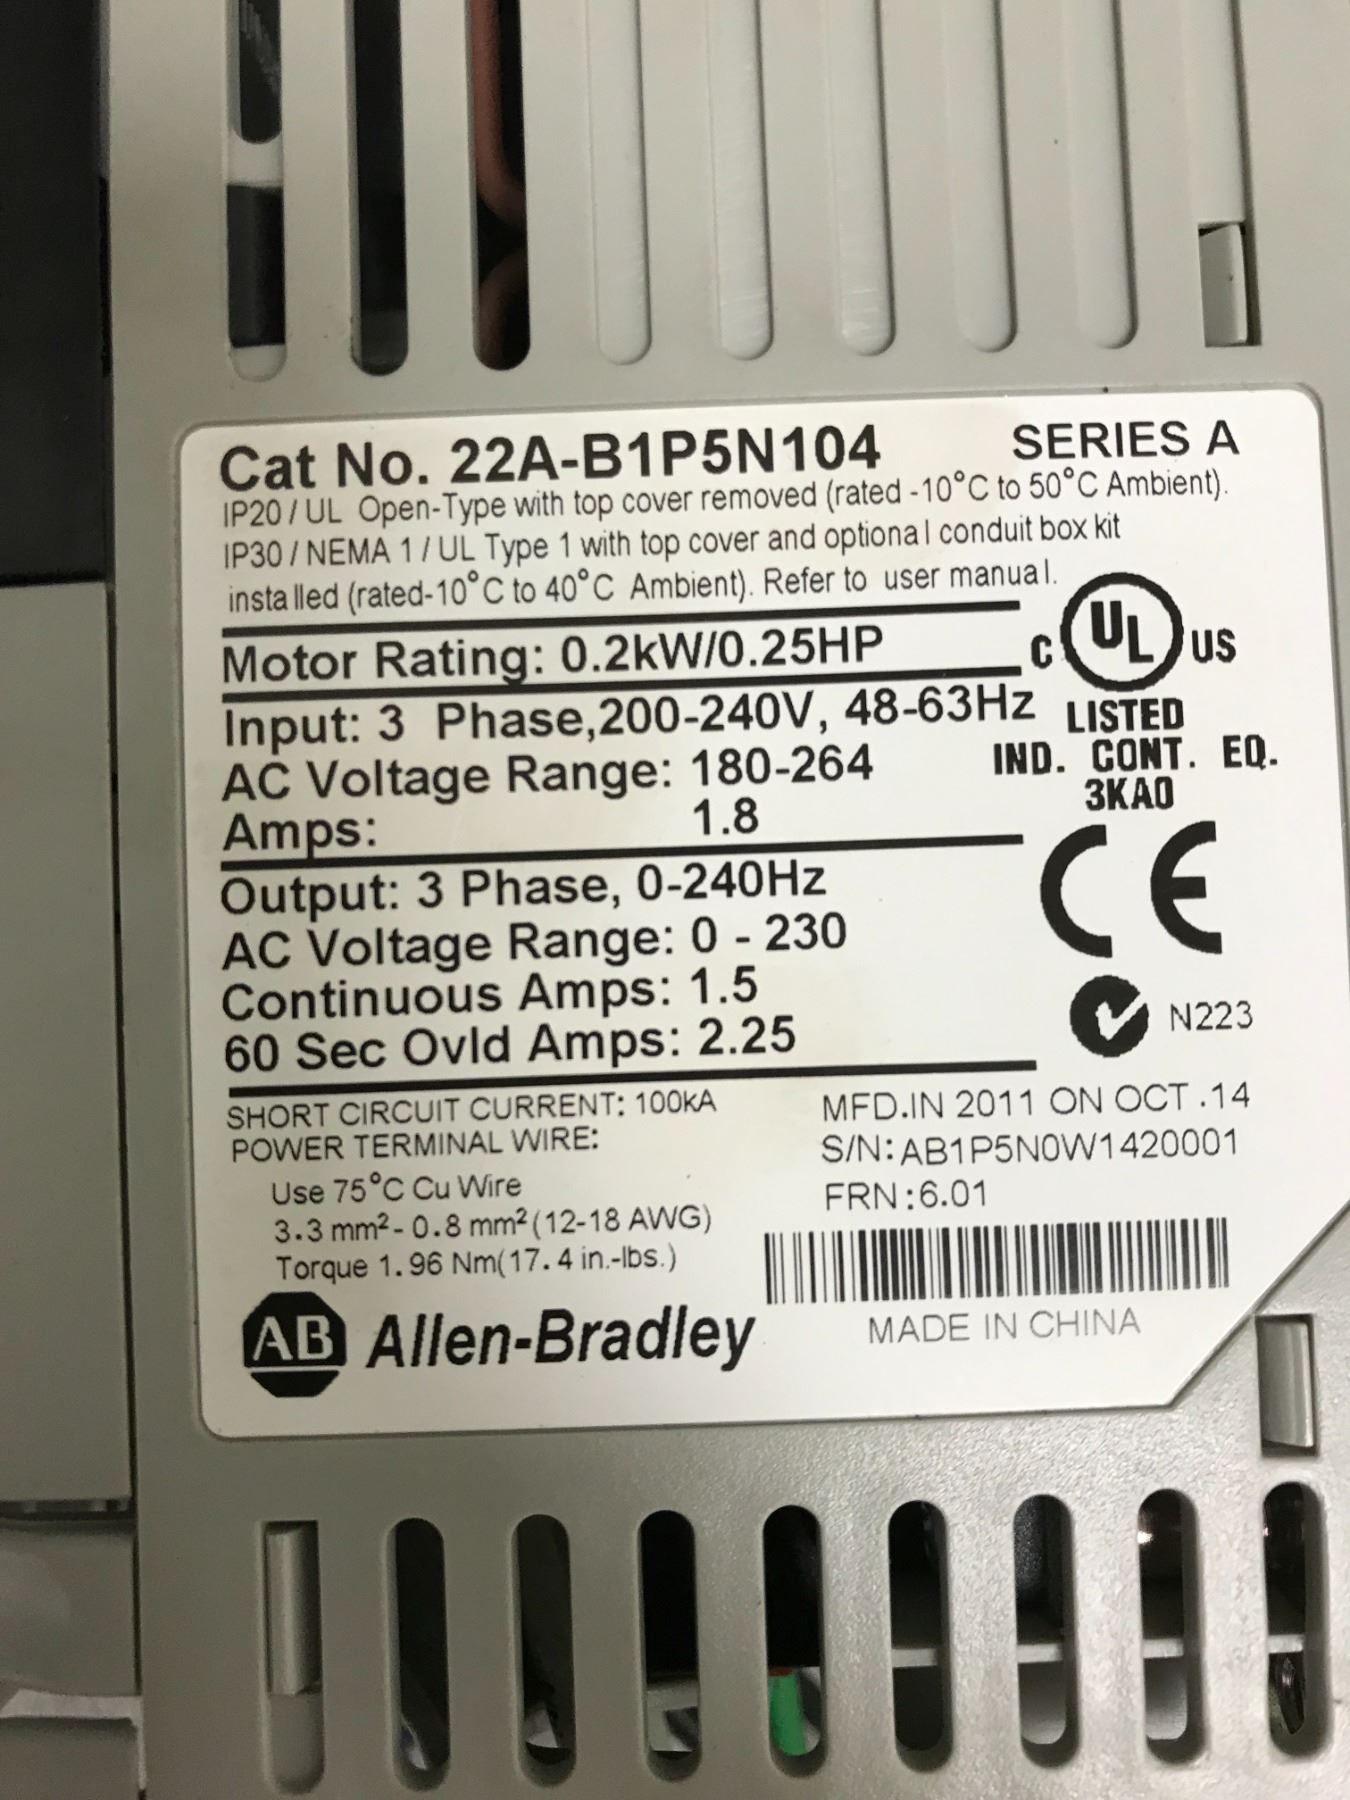 Cat No. 22A-B1P5N104 SERIES A
IP20 / UL Open-Type with top cover removed (rated -10°C to 50°C Ambient).
IP30 / NEMA 1 / UL Type 1 with top cover and optional conduit box kit
installed (rated-10°C to 40°C Ambient). Refer to user manual.
Motor Rating: 0.2kW/0.25HP
C UL US
Input: 3 Phase,200-240V, 48-63Hz
LISTED
AC Voltage Range: 180-264
IND. CONT. EQ.
3KA0
Amps: 1.8
Output: 3 Phase, 0-240Hz
CE
AC Voltage Range: 0 - 230
Continuous Amps: 1.5
N223
60 Sec Ovld Amps: 2.25
SHORT CIRCUIT CURRENT: 100kA
MFD.IN 2011 ON OCT .14
POWER TERMINAL WIRE:
S/N: AB1P5N0W1420001
Use 75°C Cu Wire
FRN :6.01
3.3 mm² - 0.8 mm² (12-18 AWG)
Torque 1.96 Nm(17.4 in.-lbs.)
AB Allen-Bradley
MADE IN CHINA